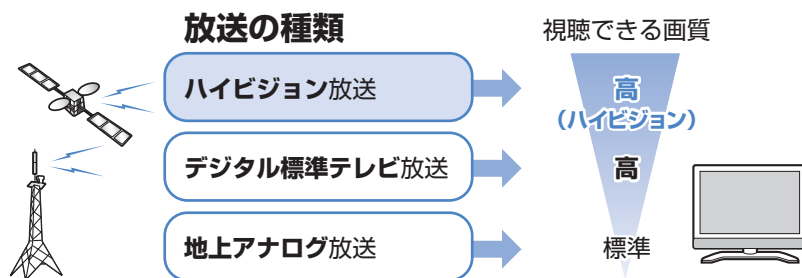 放送の種類
視聴できる画質
ハイビジョン放送
高
(ハイビジョン)
デジタル標準テレビ放送
高
地上アナログ放送
標準